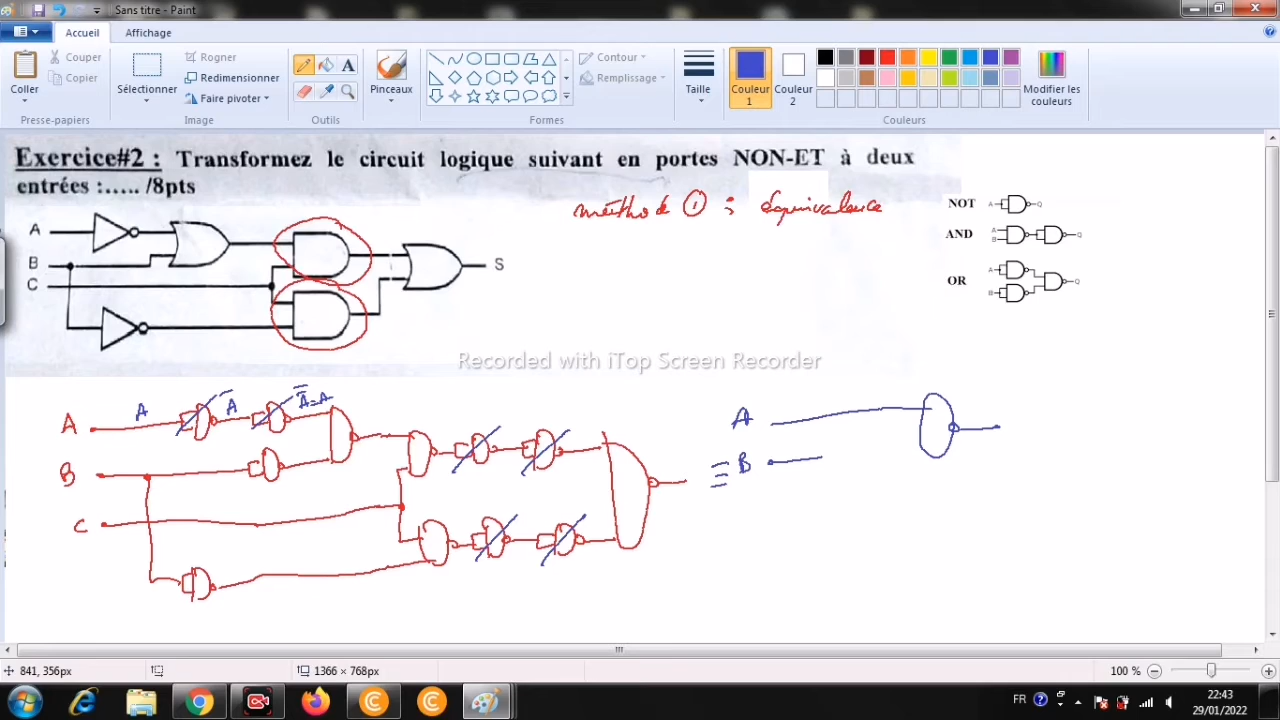 Sans titre - Paint
Accueil
Affichage
Coller
Couper
Copier
Presse-papiers
Sélectionner
Rogner
Redimensionner
Faire pivoter
Image
A
Outils
Pinceaux
Formes
Contour
Remplissage
Taille
Couleur 1
Couleur 2
Modifier les couleurs
Couleurs
Exercice#2 : Transformez le circuit logique suivant en portes NON-ET à deux
entrées :..... /8pts
méthode ① : équivalence
A
B
C
S
NOT
A
Q
AND
A
B
Q
OR
A
B
Q
Recorded with iTop Screen Recorder
A
A
A̅
A̿=A
B
C
≡
A
B
841, 356px
1366 × 768px
100 %
FR
22:43
29/01/2022